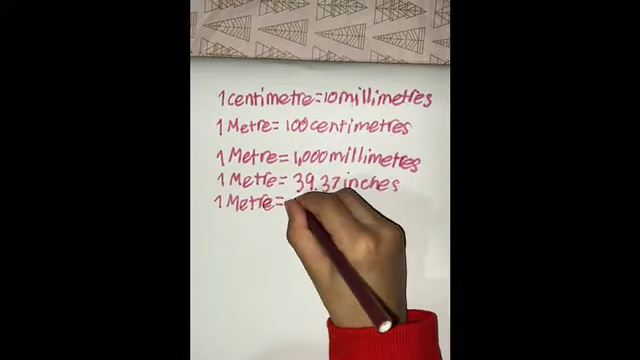 1 centimetre=10 millimetres
1 Metre= 100 centimetres
1 Metre= 1,000 millimetres
1 Metre= 39.37 inches
1 Metre=